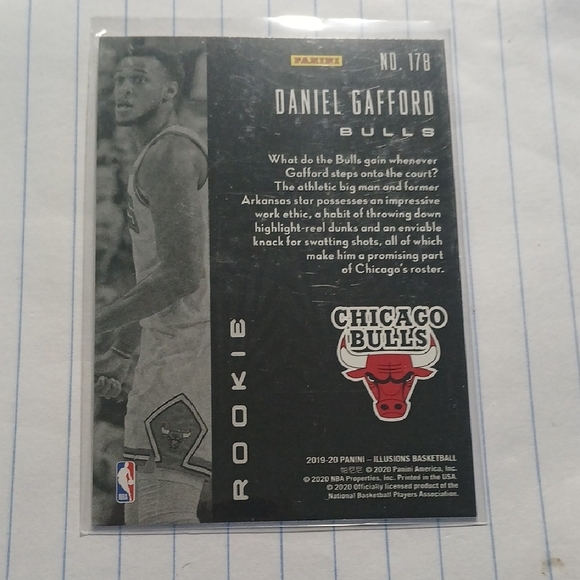 PANINI
NO. 178
DANIEL GAFFORD
BULLS
What do the Bulls gain whenever
Gafford steps onto the court?
The athletic big man and former
Arkansas star possesses an impressive
work ethic, a habit of throwing down
highlight-reel dunks and an enviable
knack for swatting shots, all of which
make him a promising part
of Chicago's roster.
ROOKIE
CHICAGO
BULLS
NBA
2019-20 PANINI – ILLUSIONS BASKETBALL
© 2020 Panini America, Inc.
© 2020 NBA Properties, Inc. Printed in the USA.
© 2020 Officially licensed product of the
National Basketball Players Association.